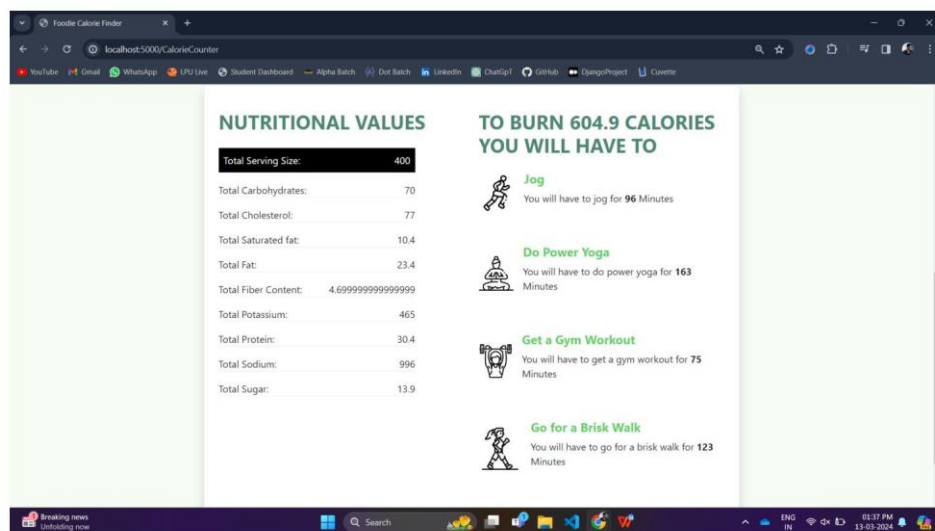 Foodie Calorie Finder
localhost:5000/CalorieCounter
YouTube Gmail WhatsApp LPU Live Student Dashboard Alpha Batch Dot Batch LinkedIn ChatGpT GitHub DjangoProject Cuvette
NUTRITIONAL VALUES
Total Serving Size: 400
Total Carbohydrates: 70
Total Cholesterol: 77
Total Saturated fat: 10.4
Total Fat: 23.4
Total Fiber Content: 4.699999999999999
Total Potassium: 465
Total Protein: 30.4
Total Sodium: 996
Total Sugar: 13.9
TO BURN 604.9 CALORIES
YOU WILL HAVE TO
Jog
You will have to jog for 96 Minutes
Do Power Yoga
You will have to do power yoga for 163
Minutes
Get a Gym Workout
You will have to get a gym workout for 75
Minutes
Go for a Brisk Walk
You will have to go for a brisk walk for 123
Minutes
Breaking news
Unfolding now
Search
ENG
IN
01:37 PM
13-03-2024